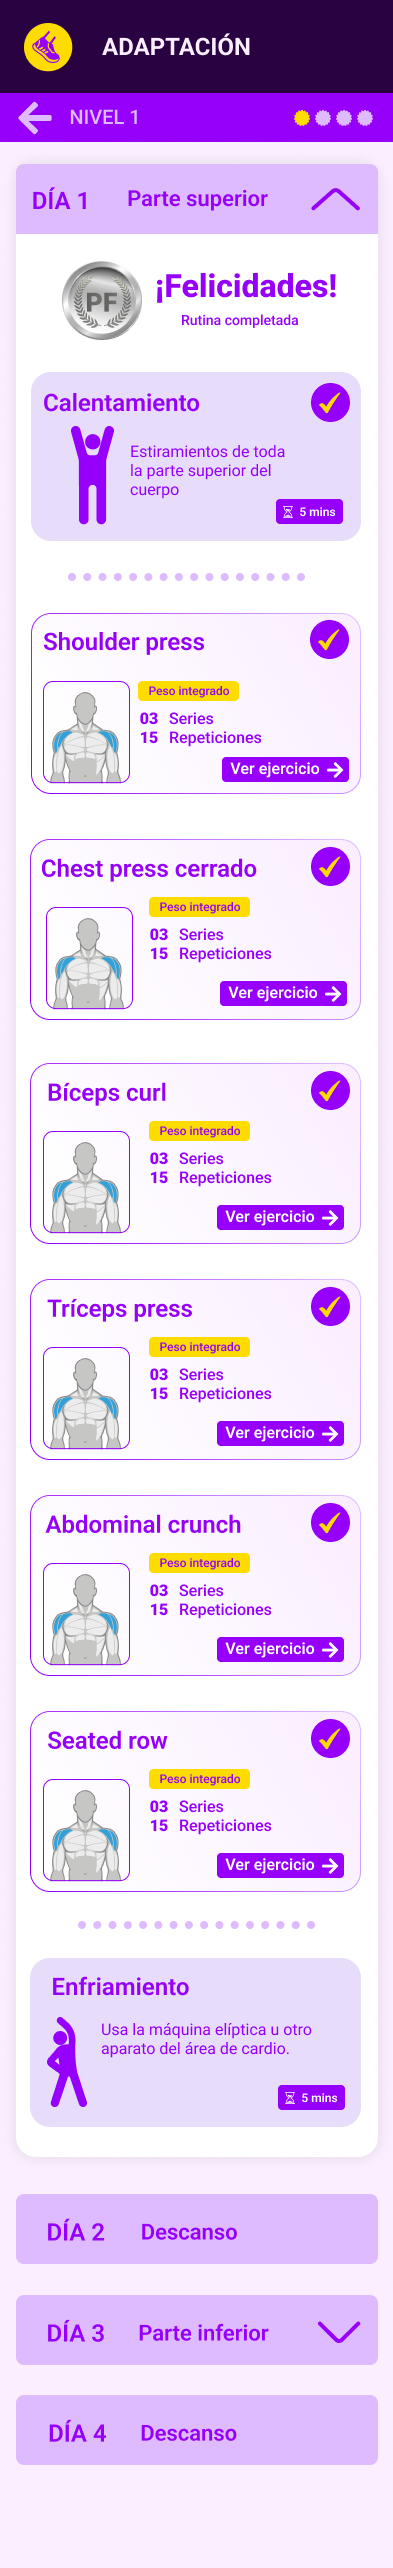 ADAPTACIÓN
NIVEL 1
DÍA 1 Parte superior
PF
¡Felicidades!
Rutina completada
Calentamiento
Estiramientos de toda
la parte superior del
cuerpo
5 mins
Shoulder press
Peso integrado
03 Series
15 Repeticiones
Ver ejercicio
Chest press cerrado
Peso integrado
03 Series
15 Repeticiones
Ver ejercicio
Bíceps curl
Peso integrado
03 Series
15 Repeticiones
Ver ejercicio
Tríceps press
Peso integrado
03 Series
15 Repeticiones
Ver ejercicio
Abdominal crunch
Peso integrado
03 Series
15 Repeticiones
Ver ejercicio
Seated row
Peso integrado
03 Series
15 Repeticiones
Ver ejercicio
Enfriamiento
Usa la máquina elíptica u otro
aparato del área de cardio.
5 mins
DÍA 2 Descanso
DÍA 3 Parte inferior
DÍA 4 Descanso